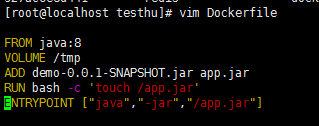 [root@localhost testhu]# vim Dockerfile
FROM java:8
VOLUME /tmp
ADD demo-0.0.1-SNAPSHOT.jar app.jar
RUN bash -c 'touch /app.jar'
ENTRYPOINT ["java","-jar","/app.jar"]